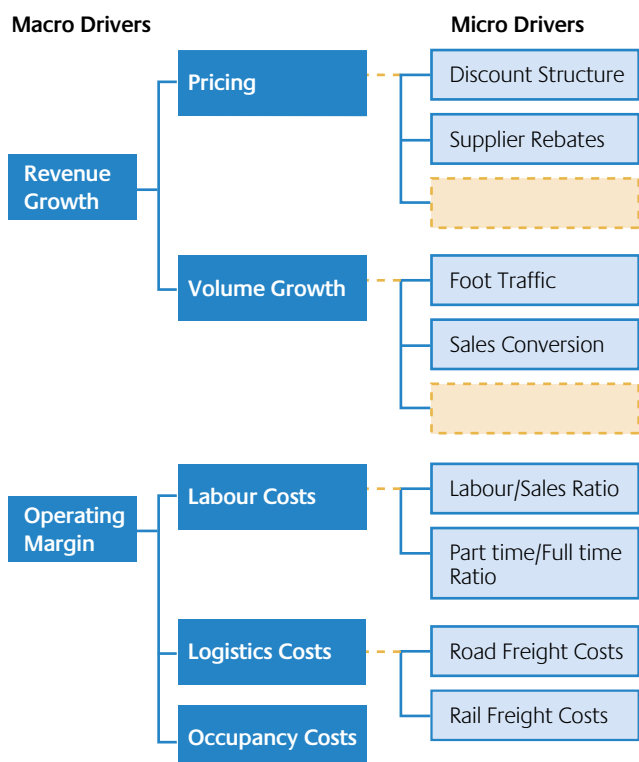 Macro Drivers
Micro Drivers
Pricing
Discount Structure
Supplier Rebates
Revenue
Growth
Volume Growth
Foot Traffic
Sales Conversion
Labour Costs
Labour/Sales Ratio
Operating
Margin
Part time/Full time
Ratio
Logistics Costs
Road Freight Costs
Rail Freight Costs
Occupancy Costs